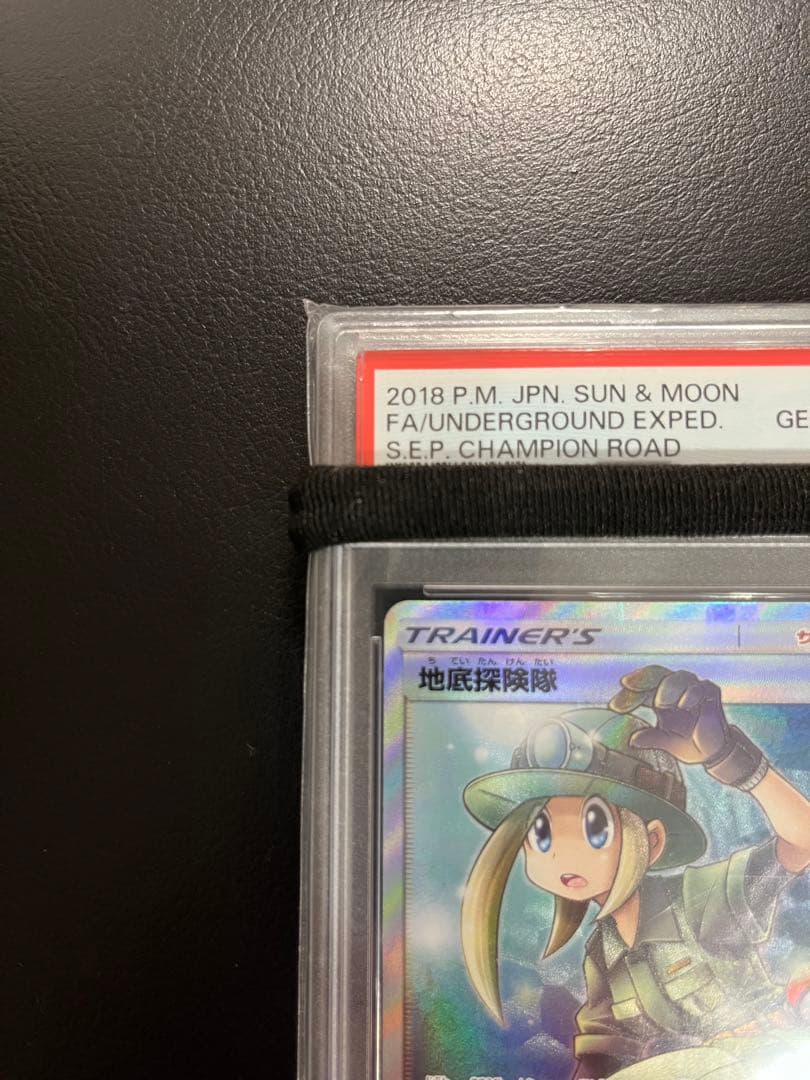 2018 P.M. JPN. SUN & MOON
FA/UNDERGROUND EXPED. GE
S.E.P. CHAMPION ROAD
TRAINER'S
ち てい たん けん たい
地底探険隊